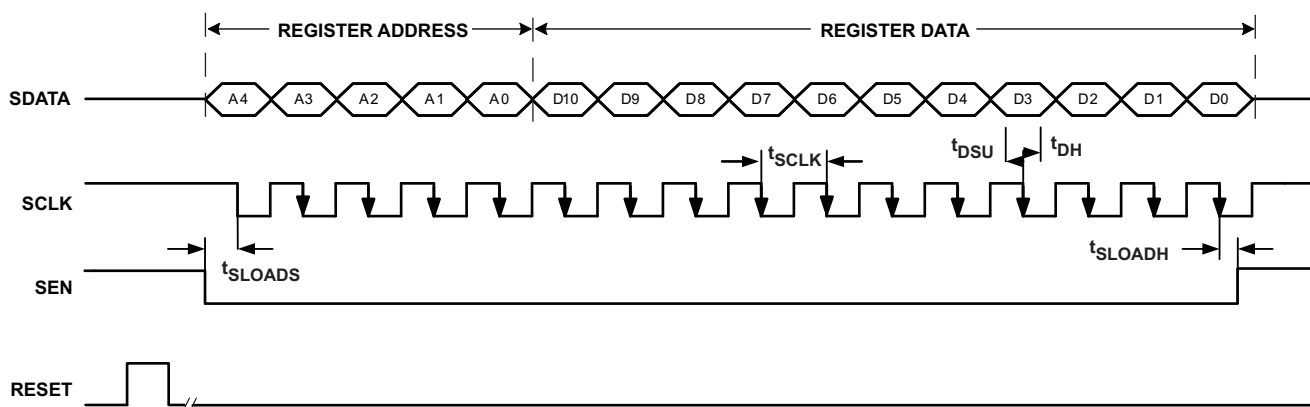 REGISTER ADDRESS REGISTER DATA
SDATA A4 A3 A2 A1 A0 D10 D9 D8 D7 D6 D5 D4 D3 D2 D1 D0
tSCLK tDSU tDH
SCLK
tSLOADS tSLOADH
SEN
RESET